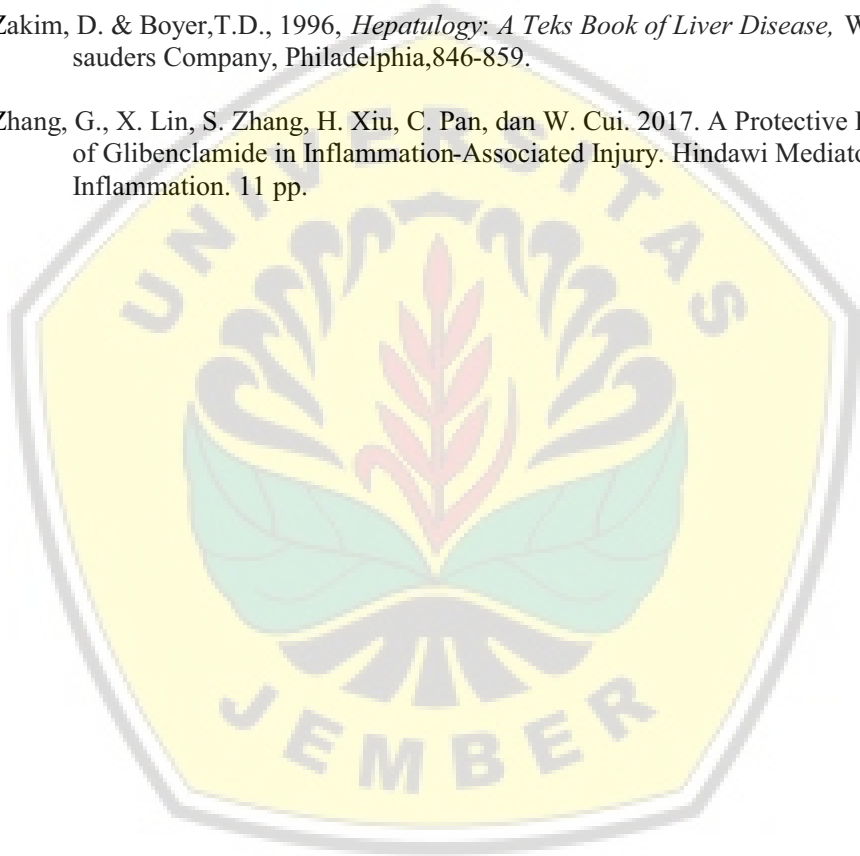 Zakim, D. & Boyer,T.D., 1996, Hepatulogy: A Teks Book of Liver Disease, W
sauders Company, Philadelphia,846-859.
Zhang, G., X. Lin, S. Zhang, H. Xiu, C. Pan, dan W. Cui. 2017. A Protective
of Glibenclamide in Inflammation-Associated Injury. Hindawi
Inflammation. 11 pp.
UNIVERSITAS
JEMBER